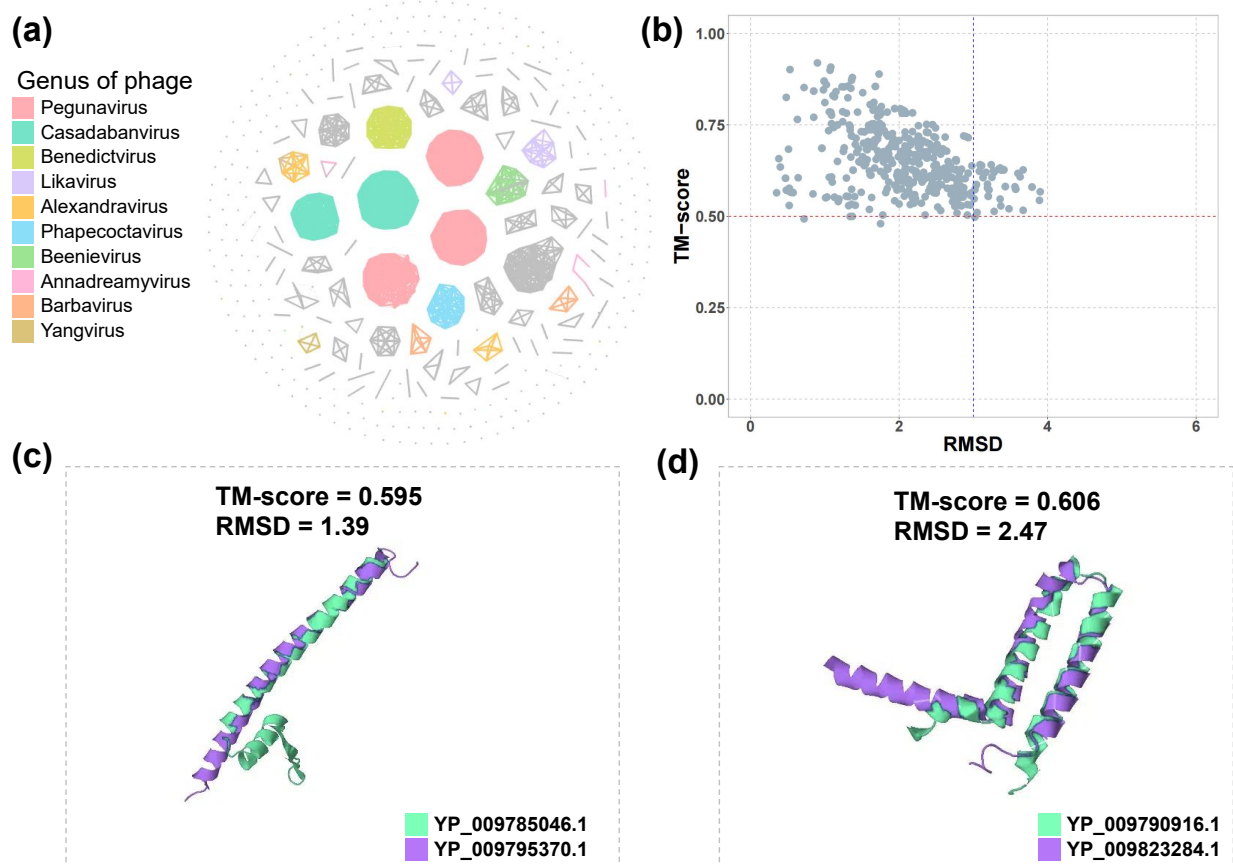 (a)
Genus of phage
Pegunavirus
Casadabanvirus
Benedictvirus
Likavirus
Alexandravirus
Phapecoctavirus
Beenievirus
Annadreamyvirus
Barbavirus
Yangvirus
(b)
TM-score
1.00
0.75
0.50
0.25
0.00
0
2
4
6
RMSD
(c)
TM-score = 0.595
RMSD = 1.39
YP_009785046.1
YP_009795370.1
(d)
TM-score = 0.606
RMSD = 2.47
YP_009790916.1
YP_009823284.1